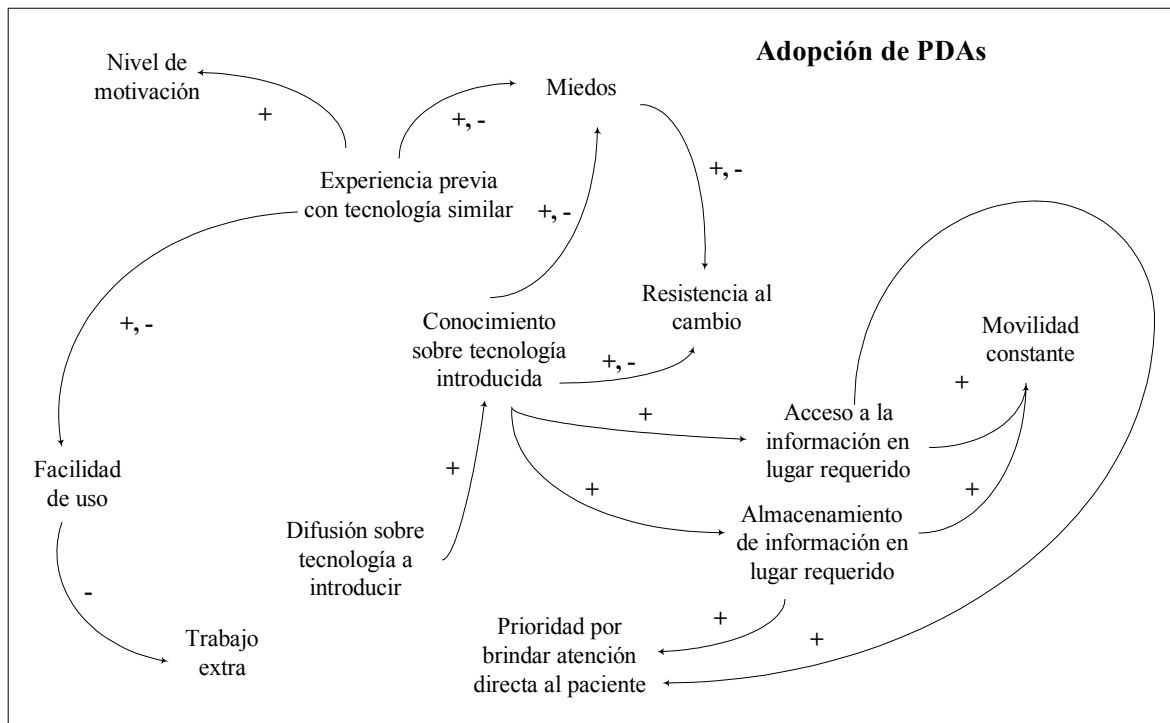 Adopción de PDAs
Nivel de
motivación
+
+, -
Miedos
Experiencia previa
con tecnología similar
+, -
+, -
+, -
Conocimiento
sobre tecnología
introducida
Resistencia al
cambio
+, -
Movilidad
constante
+
+
Acceso a la
información en
lugar requerido
Facilidad
de uso
+
+
+
Almacenamiento
de información en
lugar requerido
Difusión sobre
tecnología a
introducir
-
Trabajo
extra
+
+
Prioridad por
brindar atención
directa al paciente